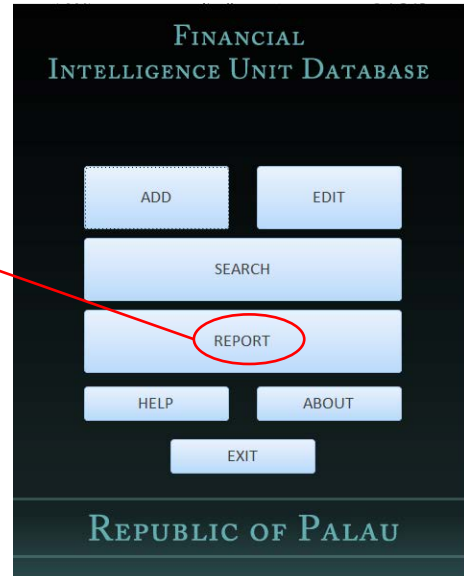 FINANCIAL
INTELLIGENCE UNIT DATABASE
ADD EDIT
SEARCH
REPORT
HELP ABOUT
EXIT
REPUBLIC OF PALAU